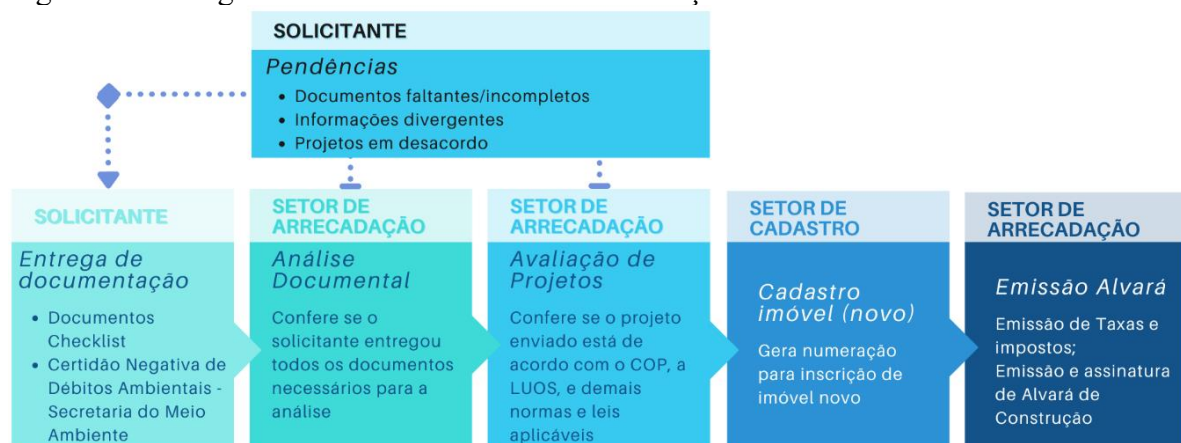 SOLICITANTE
Pendências
• Documentos faltantes/incompletos
• Informações divergentes
• Projetos em desacordo
SOLICITANTE
Entrega de
documentação
• Documentos
Checklist
• Certidão Negativa de
Débitos Ambientais -
Secretaria do Meio
Ambiente
SETOR DE
ARRECADAÇÃO
Análise
Documental
Confere se o
solicitante entregou
todos os documentos
necessários para a
análise
SETOR DE
ARRECADAÇÃO
Avaliação de
Projetos
Confere se o projeto
enviado está de
acordo com o COP, a
LUOS, e demais
normas e leis
aplicáveis
SETOR DE
CADASTRO
Cadastro
imóvel (novo)
Gera numeração
para inscrição de
imóvel novo
SETOR DE
ARRECADAÇÃO
Emissão Alvará
Emissão de Taxas e
impostos;
Emissão e assinatura
de Alvará de
Construção